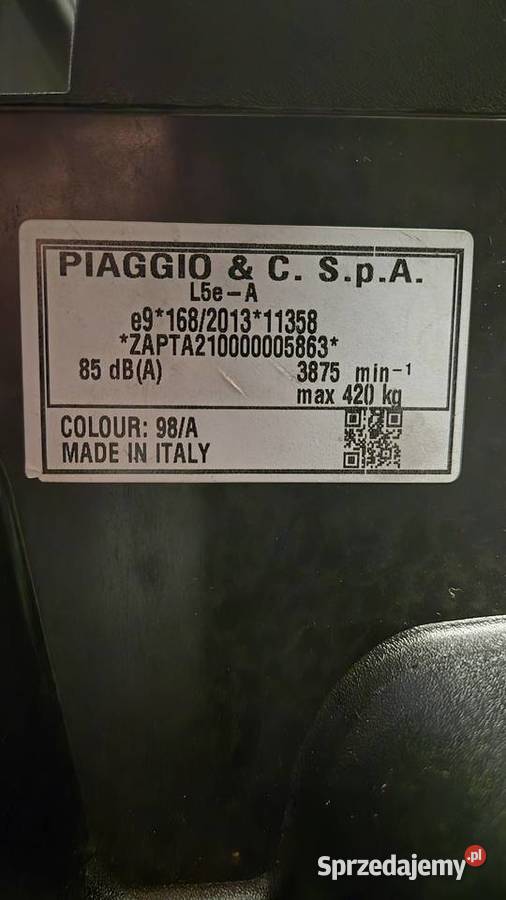 PIAGGIO & C. S.p.A.
L5e-A
e9*168/2013*11358
*ZAPTA210000005863*
85 dB(A) 3875 min-¹
max 420 kg
COLOUR: 98/A
MADE IN ITALY
Sprzedajemy.pl